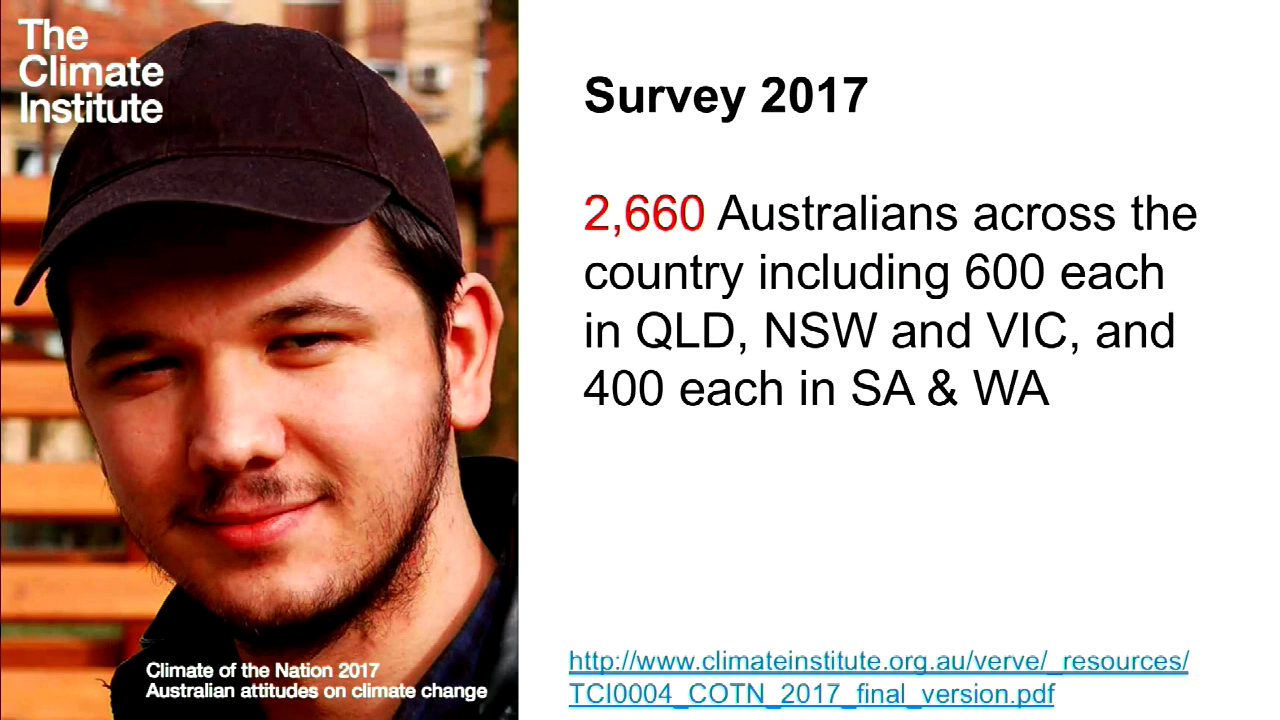 The
Climate
Institute
Climate of the Nation 2017
Australian attitudes on climate change
Survey 2017
2,660 Australians across the
country including 600 each
in QLD, NSW and VIC, and
400 each in SA & WA
http://www.climateinstitute.org.au/verve/_resources/
TCI0004_COTN_2017_final_version.pdf